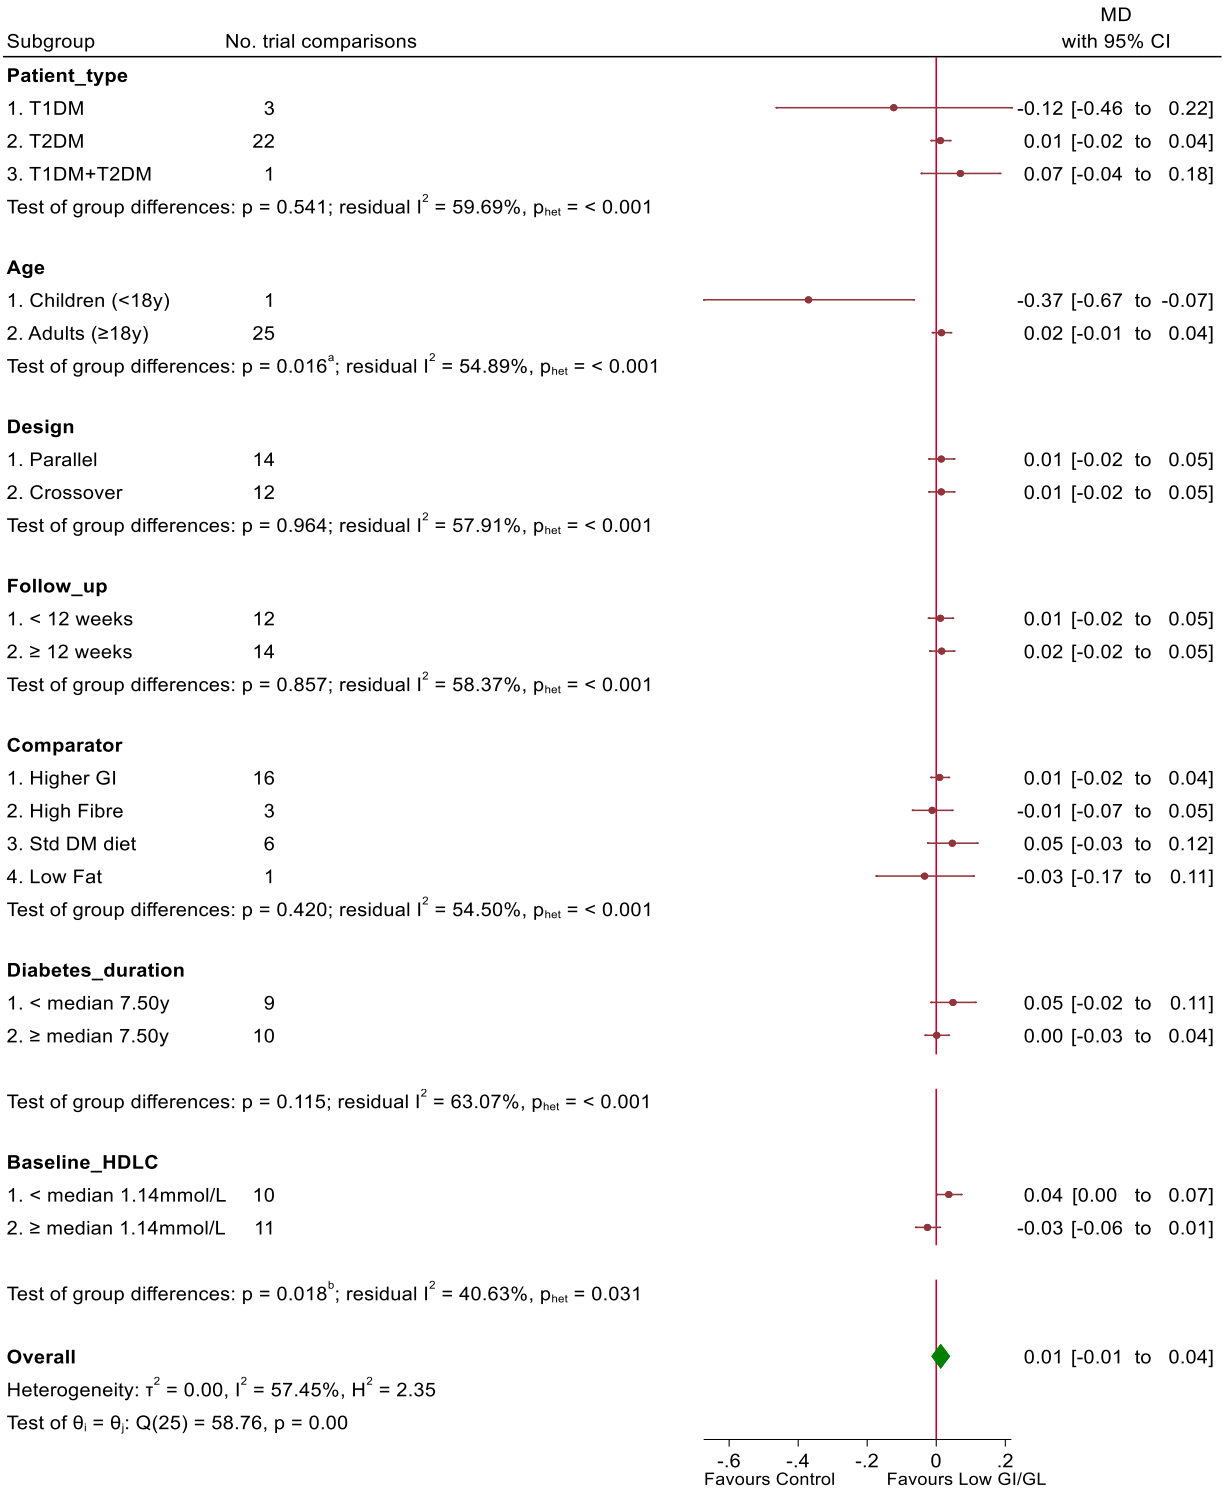 MD
Subgroup No. trial comparisons with 95% CI
Patient_type
1. T1DM 3 -0.12 [-0.46 to 0.22]
2. T2DM 22 0.01 [-0.02 to 0.04]
3. T1DM+T2DM 1 0.07 [-0.04 to 0.18]
Test of group differences: p = 0.541; residual I² = 59.69%, pₕₑₜ = < 0.001
Age
1. Children (<18y) 1 -0.37 [-0.67 to -0.07]
2. Adults (≥18y) 25 0.02 [-0.01 to 0.04]
Test of group differences: p = 0.016ᵃ; residual I² = 54.89%, pₕₑₜ = < 0.001
Design
1. Parallel 14 0.01 [-0.02 to 0.05]
2. Crossover 12 0.01 [-0.02 to 0.05]
Test of group differences: p = 0.964; residual I² = 57.91%, pₕₑₜ = < 0.001
Follow_up
1. < 12 weeks 12 0.01 [-0.02 to 0.05]
2. ≥ 12 weeks 14 0.02 [-0.02 to 0.05]
Test of group differences: p = 0.857; residual I² = 58.37%, pₕₑₜ = < 0.001
Comparator
1. Higher GI 16 0.01 [-0.02 to 0.04]
2. High Fibre 3 -0.01 [-0.07 to 0.05]
3. Std DM diet 6 0.05 [-0.03 to 0.12]
4. Low Fat 1 -0.03 [-0.17 to 0.11]
Test of group differences: p = 0.420; residual I² = 54.50%, pₕₑₜ = < 0.001
Diabetes_duration
1. < median 7.50y 9 0.05 [-0.02 to 0.11]
2. ≥ median 7.50y 10 0.00 [-0.03 to 0.04]
Test of group differences: p = 0.115; residual I² = 63.07%, pₕₑₜ = < 0.001
Baseline_HDLC
1. < median 1.14mmol/L 10 0.04 [0.00 to 0.07]
2. ≥ median 1.14mmol/L 11 -0.03 [-0.06 to 0.01]
Test of group differences: p = 0.018ᵇ; residual I² = 40.63%, pₕₑₜ = 0.031
Overall 0.01 [-0.01 to 0.04]
Heterogeneity: τ² = 0.00, I² = 57.45%, H² = 2.35
Test of θᵢ = θⱼ: Q(25) = 58.76, p = 0.00
-.6 -.4 -.2 0 .2
Favours Control Favours Low GI/GL